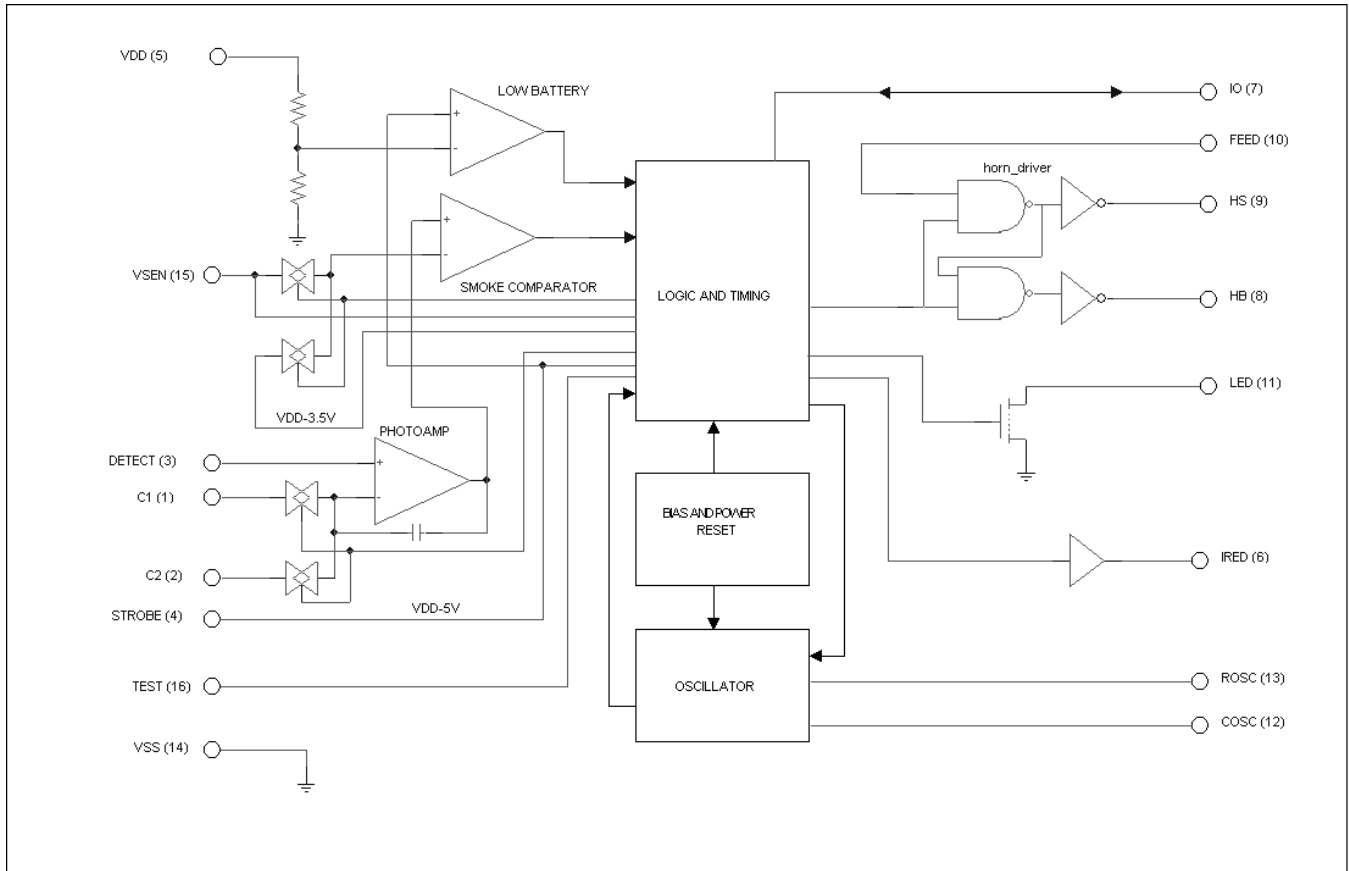 VDD (5)
LOW BATTERY
+
-
IO (7)
FEED (10)
horn_driver
HS (9)
+
-
VSEN (15)
SMOKE COMPARATOR
LOGIC AND TIMING
HB (8)
LED (11)
VDD-3.5V
PHOTOAMP
DETECT (3)
+
C1 (1)
-
BIAS AND POWER
RESET
IRED (6)
C2 (2)
VDD-5V
STROBE (4)
TEST (16)
OSCILLATOR
ROSC (13)
COSC (12)
VSS (14)